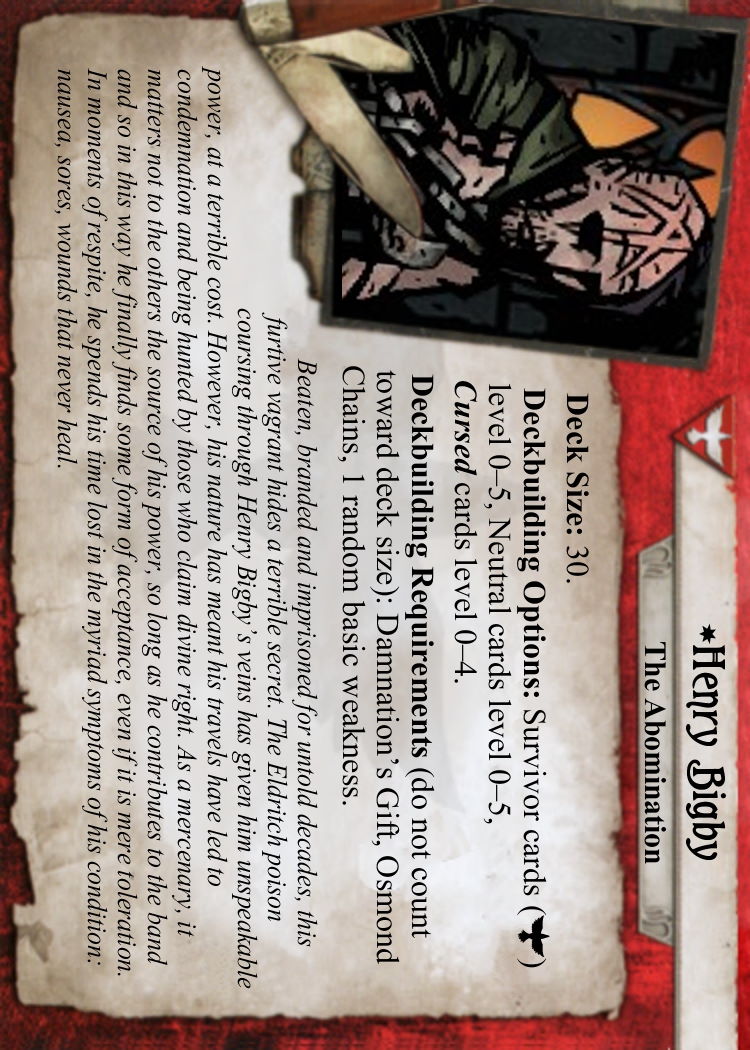 ✷Henry Bigby
The Abomination
Deck Size: 30.
Deckbuilding Options: Survivor cards ( )
level 0–5, Neutral cards level 0–5,
Cursed cards level 0–4.
Deckbuilding Requirements (do not count
toward deck size): Damnation's Gift, Osmond
Chains, 1 random basic weakness.
Beaten, branded and imprisoned for untold decades, this
furtive vagrant hides a terrible secret. The Eldritch poison
coursing through Henry Bigby's veins has given him unspeakable
power, at a terrible cost. However, his nature has meant his travels have led to
condemnation and being hunted by those who claim divine right. As a mercenary, it
matters not to the others the source of his power, so long as he contributes to the band
and so in this way he finally finds some form of acceptance, even if it is mere toleration.
In moments of respite, he spends his time lost in the myriad symptoms of his condition:
nausea, sores, wounds that never heal.